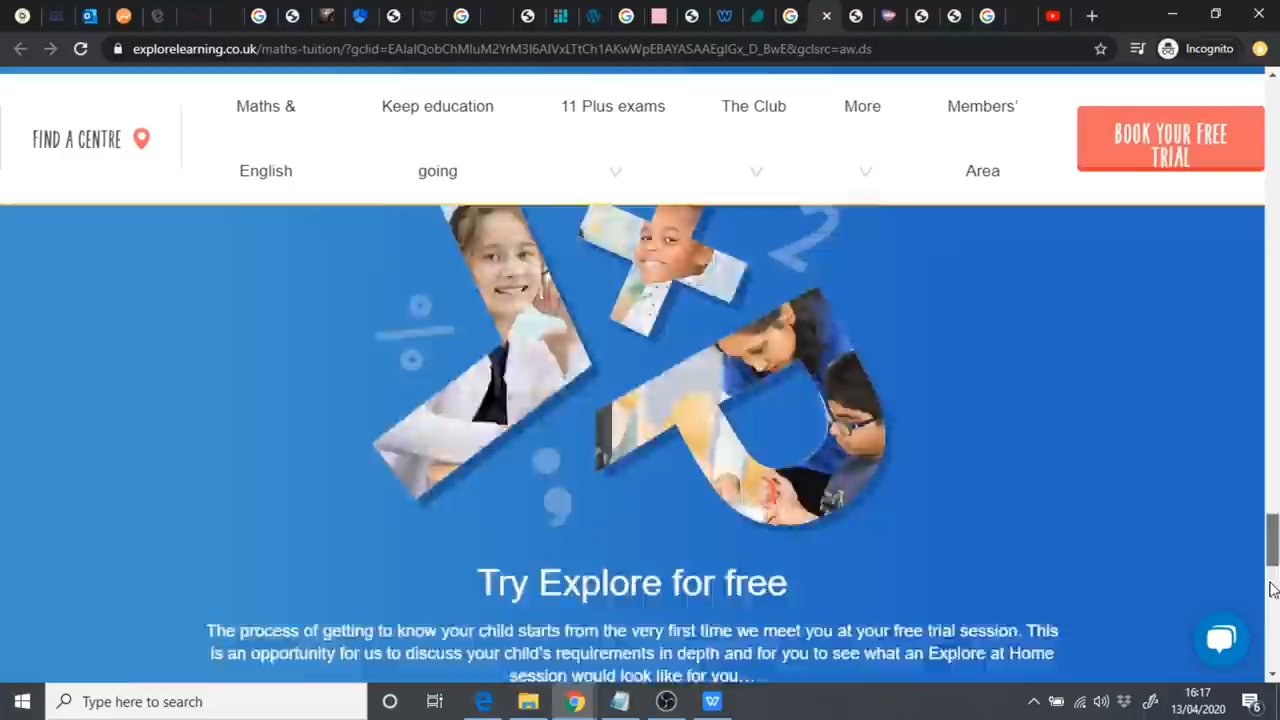 explorelearning.co.uk/maths-tuition/?gclid=EAIaIQobChMIuM2YrM3I6AIVxLTtCh1AKwWpEBAYASAAEgIGx_D_BwE&gclsrc=aw.ds
Incognito
FIND A CENTRE
Maths & English
Keep education going
11 Plus exams
The Club
More
Members' Area
BOOK YOUR FREE
TRIAL
2
Try Explore for free
The process of getting to know your child starts from the very first time we meet you at your free trial session. This
is an opportunity for us to discuss your child's requirements in depth and for you to see what an Explore at Home
session would look like for you...
Type here to search
16:17
13/04/2020
6